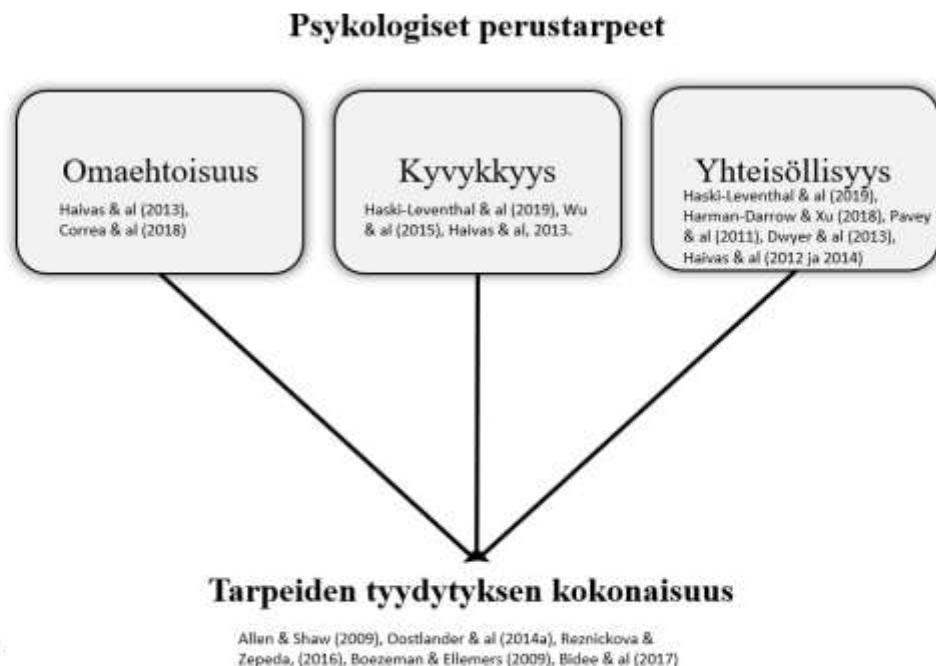 Psykologiset perustarpeet
Omaehtoisuus
Haivas & al (2013),
Correa & al (2018)
Kyvykkyys
Haski-Leventhal & al (2019), Wu
& al (2015), Haivas & al, 2013.
Yhteisöllisyys
Haski-Leventhal & al (2019),
Harman-Darrow & Xu (2018), Pavey
& al (2011), Dwyer & al (2013),
Haivas & al (2012 ja 2014)
Tarpeiden tyydytyksen kokonaisuus
Allen & Shaw (2009), Oostlander & al (2014a), Reznickova &
Zepeda, (2016), Boezeman & Ellemers (2009), Bidee & al (2017)